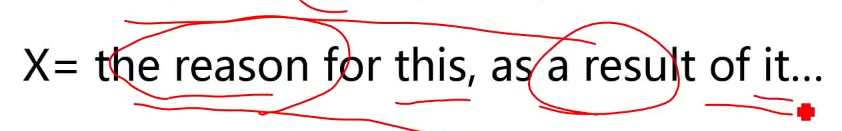 X= the reason for this, as a result of it...